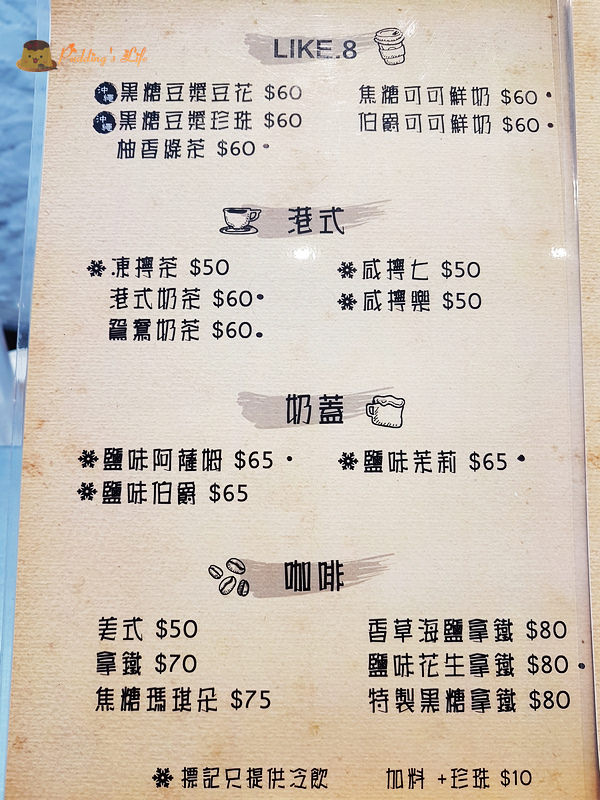 Pudding's Life
LIKE.8
沖繩 黑糖豆漿豆花 $60
焦糖可可鮮奶 $60
沖繩 黑糖豆漿珍珠 $60
伯爵可可鮮奶 $60
柚香綠茶 $60
港式
❄凍檸茶 $50
❄咸檸七 $50
港式奶茶 $60
❄咸檸樂 $50
鴛鴦奶茶 $60
奶蓋
❄鹽味阿薩姆 $65
❄鹽味茉莉 $65
❄鹽味伯爵 $65
咖啡
美式 $50
香草海鹽拿鐵 $80
拿鐵 $70
鹽味花生拿鐵 $80
焦糖瑪琪朵 $75
特製黑糖拿鐵 $80
❄標記只提供冷飲
加料 +珍珠 $10